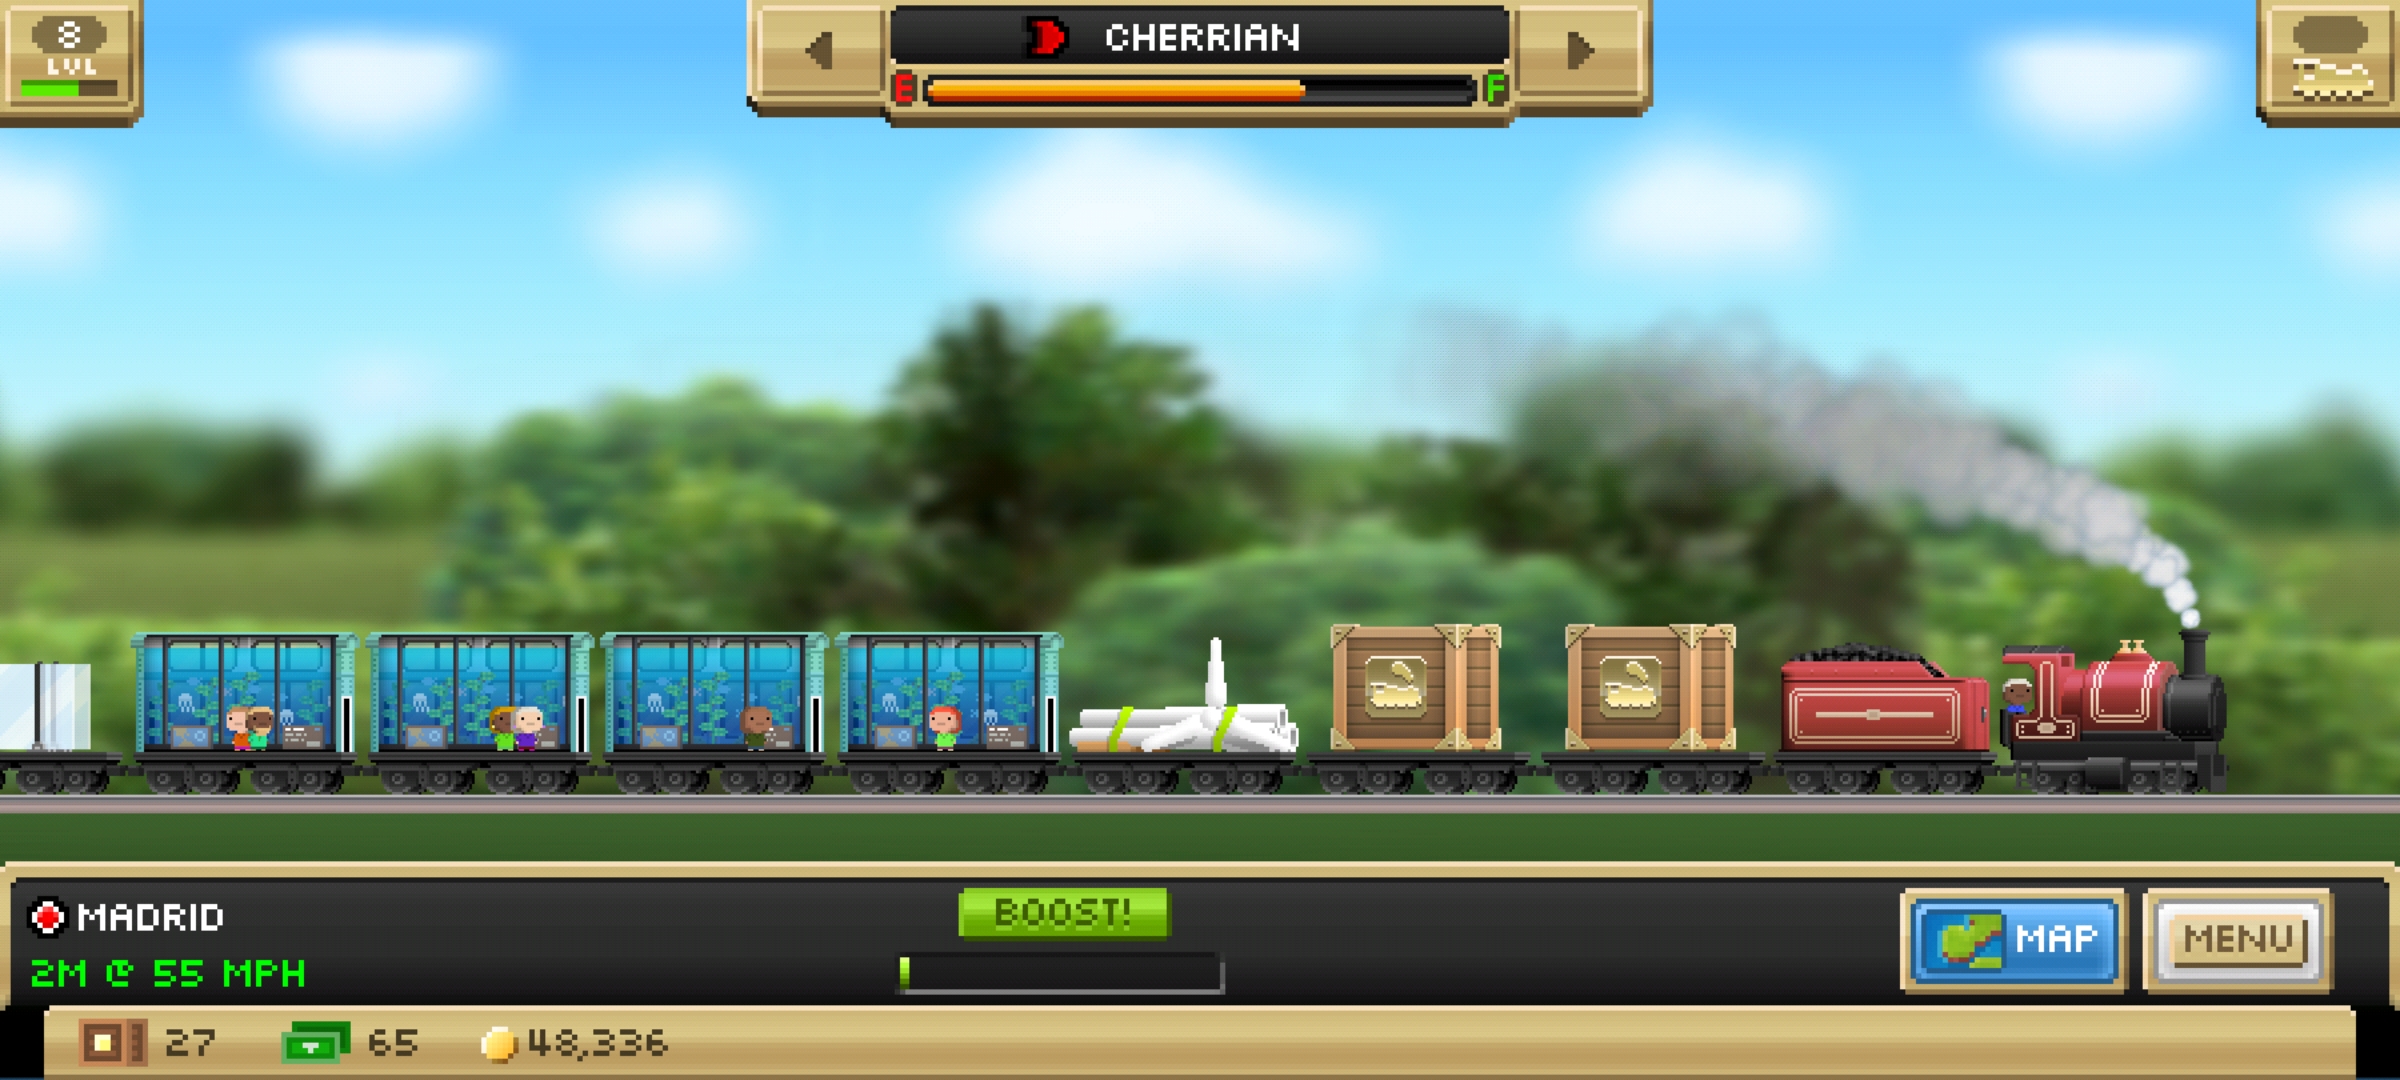 8
LVL
CHERRIAN
E F
MADRID
2M @ 55 MPH
BOOST!
MAP
MENU
27 65 48,336